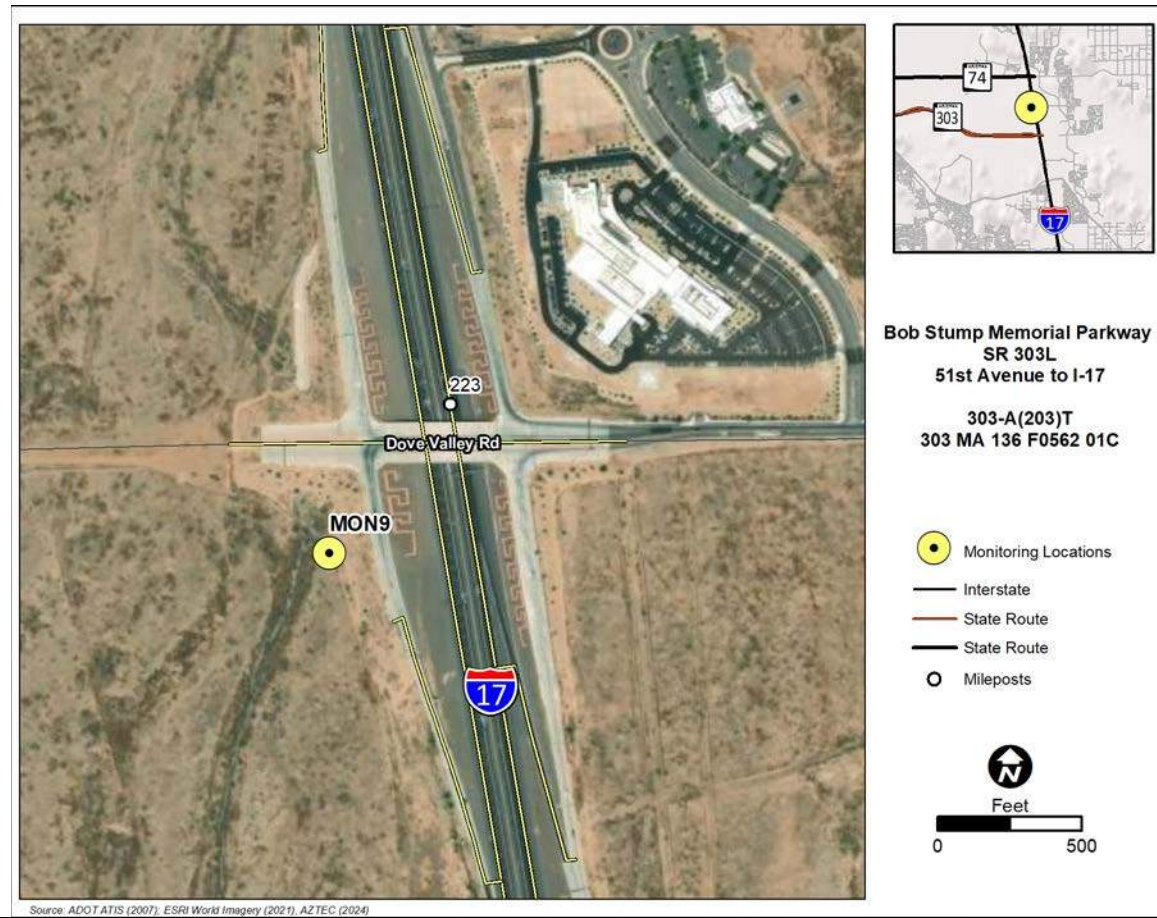 223
Dove Valley Rd
MON9
17
Source: ADOT ATIS (2007); ESRI World Imagery (2021), AZTEC (2024)
ARIZONA
74
ARIZONA
303
17
Bob Stump Memorial Parkway
SR 303L
51st Avenue to I-17
303-A(203)T
303 MA 136 F0562 01C
Monitoring Locations
Interstate
State Route
State Route
Mileposts
N
Feet
0 500